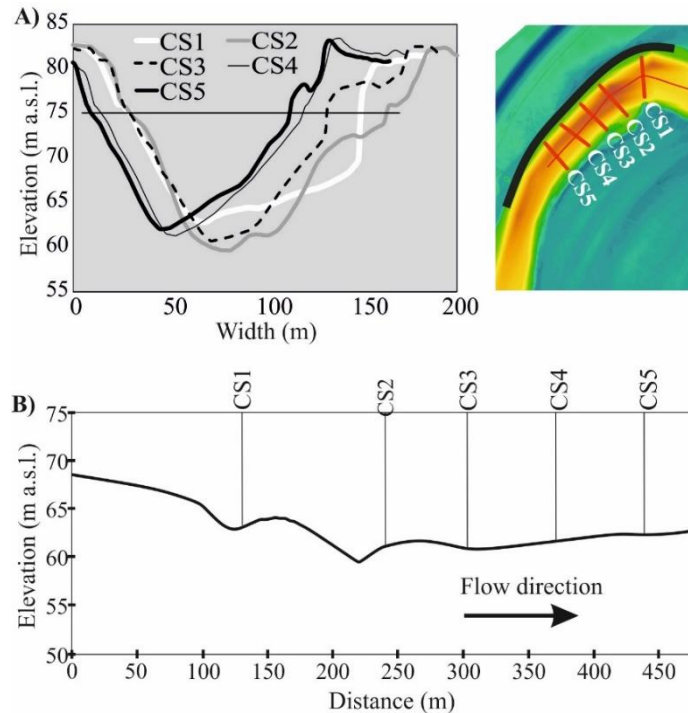 A)
85
80
75
70
65
60
55
Elevation (m a.s.l.)
CS1 CS2
CS3 CS4
CS5
0 50 100 150 200
Width (m)
CS1
CS2
CS3
CS4
CS5
B)
CS1 CS2 CS3 CS4 CS5
75
70
65
60
55
50
Elevation (m a.s.l.)
Flow direction
0 50 100 150 200 250 300 350 400 450
Distance (m)